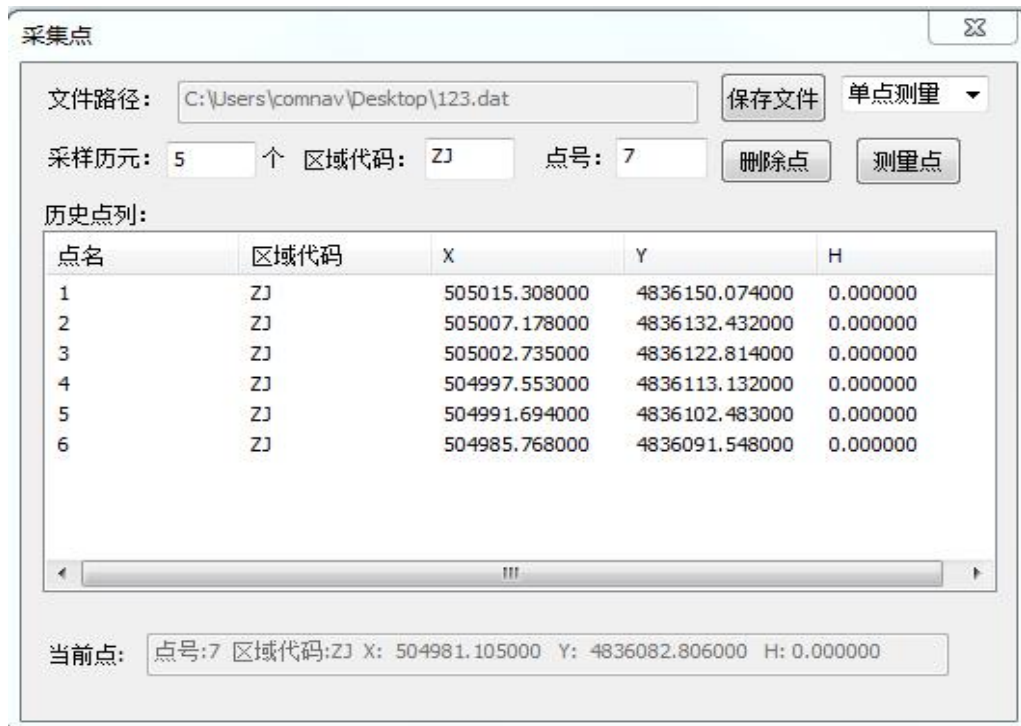 采集点
文件路径： C:\Users\comnav\Desktop\123.dat 保存文件 单点测量
采样历元： 5 个 区域代码： ZJ 点号： 7 删除点 测量点
历史点列：
点名 区域代码 X Y H
1 ZJ 505015.308000 4836150.074000 0.000000
2 ZJ 505007.178000 4836132.432000 0.000000
3 ZJ 505002.735000 4836122.814000 0.000000
4 ZJ 504997.553000 4836113.132000 0.000000
5 ZJ 504991.694000 4836102.483000 0.000000
6 ZJ 504985.768000 4836091.548000 0.000000
当前点: 点号:7 区域代码:ZJ X: 504981.105000 Y: 4836082.806000 H: 0.000000